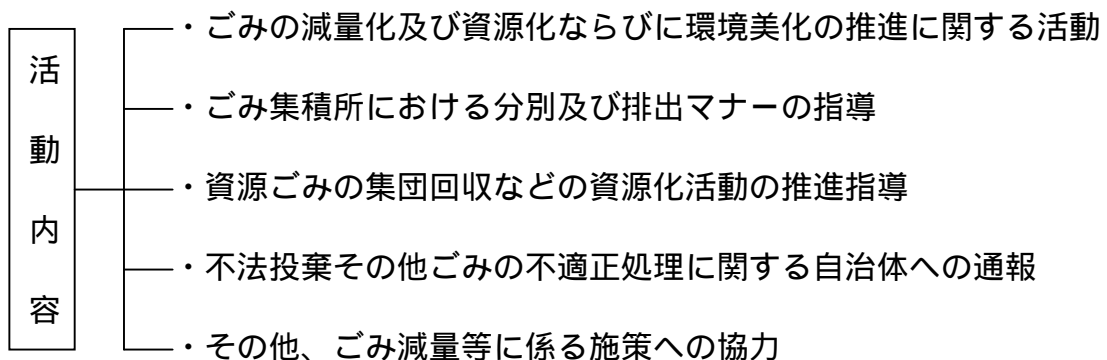 活動内容
・ごみの減量化及び資源化ならびに環境美化の推進に関する活動
・ごみ集積所における分別及び排出マナーの指導
・資源ごみの集団回収などの資源化活動の推進指導
・不法投棄その他ごみの不適正処理に関する自治体への通報
・その他、ごみ減量等に係る施策への協力